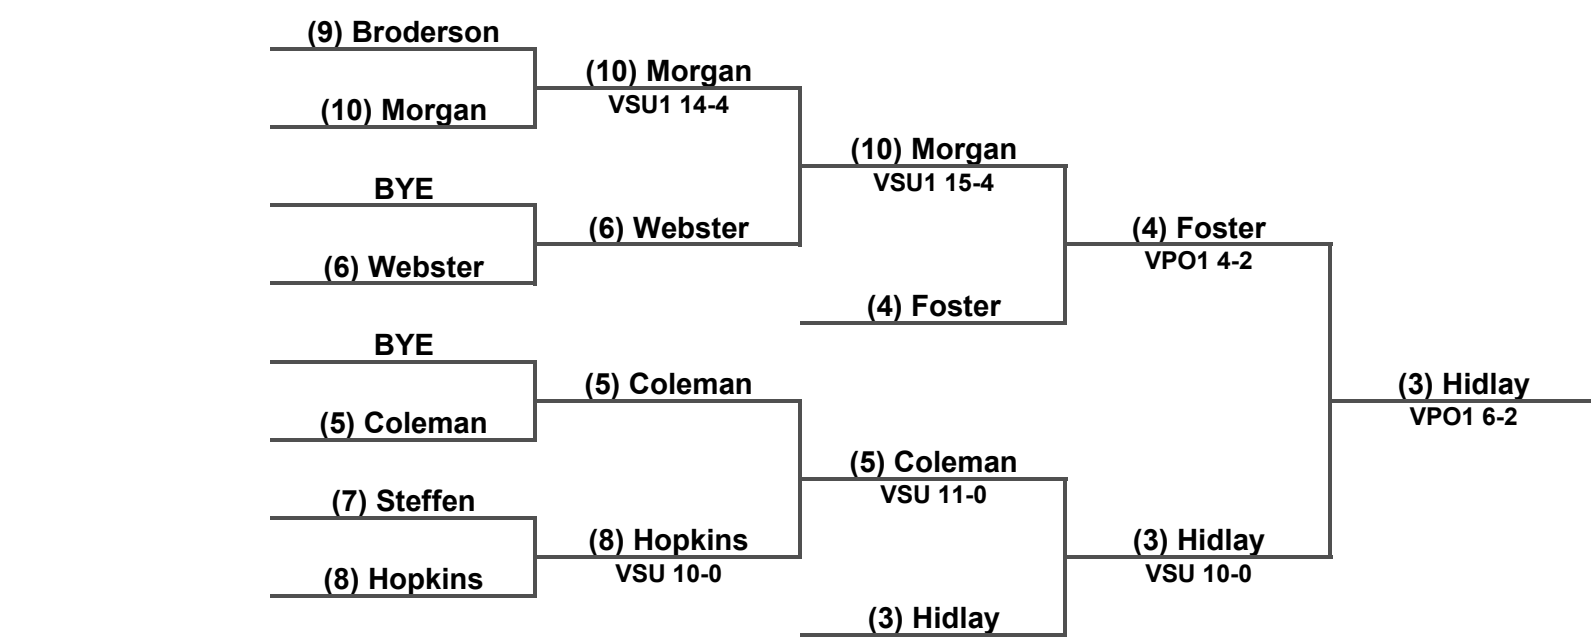 (9) Broderson
(10) Morgan
VSU1 14-4
(10) Morgan
(10) Morgan
VSU1 15-4
BYE
(6) Webster
(4) Foster
VPO1 4-2
(6) Webster
(4) Foster
BYE
(5) Coleman
(3) Hidlay
VPO1 6-2
(5) Coleman
(5) Coleman
VSU 11-0
(7) Steffen
(8) Hopkins
VSU 10-0
(3) Hidlay
VSU 10-0
(8) Hopkins
(3) Hidlay